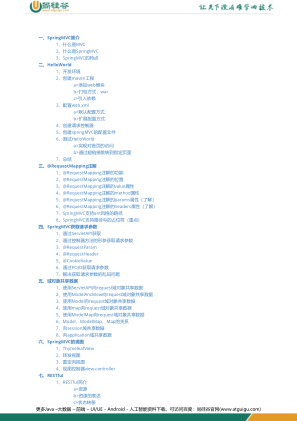 尚硅谷
让天下没有难学的技术
一、SpringMVC简介
1、什么是MVC
2、什么是SpringMVC
3、SpringMVC的特点
二、HelloWorld
1、开发环境
2、创建maven工程
a>添加web模块
b>打包方式：war
c>引入依赖
3、配置web.xml
a>默认配置方式
b>扩展配置方式
4、创建请求控制器
5、创建springMVC的配置文件
6、测试HelloWorld
a>实现对首页的访问
b>通过超链接跳转到指定页面
7、总结
三、@RequestMapping注解
1、@RequestMapping注解的功能
2、@RequestMapping注解的位置
3、@RequestMapping注解的value属性
4、@RequestMapping注解的method属性
5、@RequestMapping注解的params属性（了解）
6、@RequestMapping注解的headers属性（了解）
7、SpringMVC支持ant风格的路径
8、SpringMVC支持路径中的占位符（重点）
四、SpringMVC获取请求参数
1、通过ServletAPI获取
2、通过控制器方法的形参获取请求参数
3、@RequestParam
4、@RequestHeader
5、@CookieValue
6、通过POJO获取请求参数
7、解决获取请求参数的乱码问题
五、域对象共享数据
1、使用ServletAPI向request域对象共享数据
2、使用ModelAndView向request域对象共享数据
3、使用Model向request域对象共享数据
4、使用map向request域对象共享数据
5、使用ModelMap向request域对象共享数据
6、Model、ModelMap、Map的关系
7、向session域共享数据
8、向application域共享数据
六、SpringMVC的视图
1、ThymeleafView
2、转发视图
3、重定向视图
4、视图控制器view-controller
七、RESTful
1、RESTful简介
a>资源
b>资源的表述
c>状态转移
更多Java -大数据 -前端 - UI/UE - Android - 人工智能资料下载，可访问百度：尚硅谷官网(www.atguigu.com)